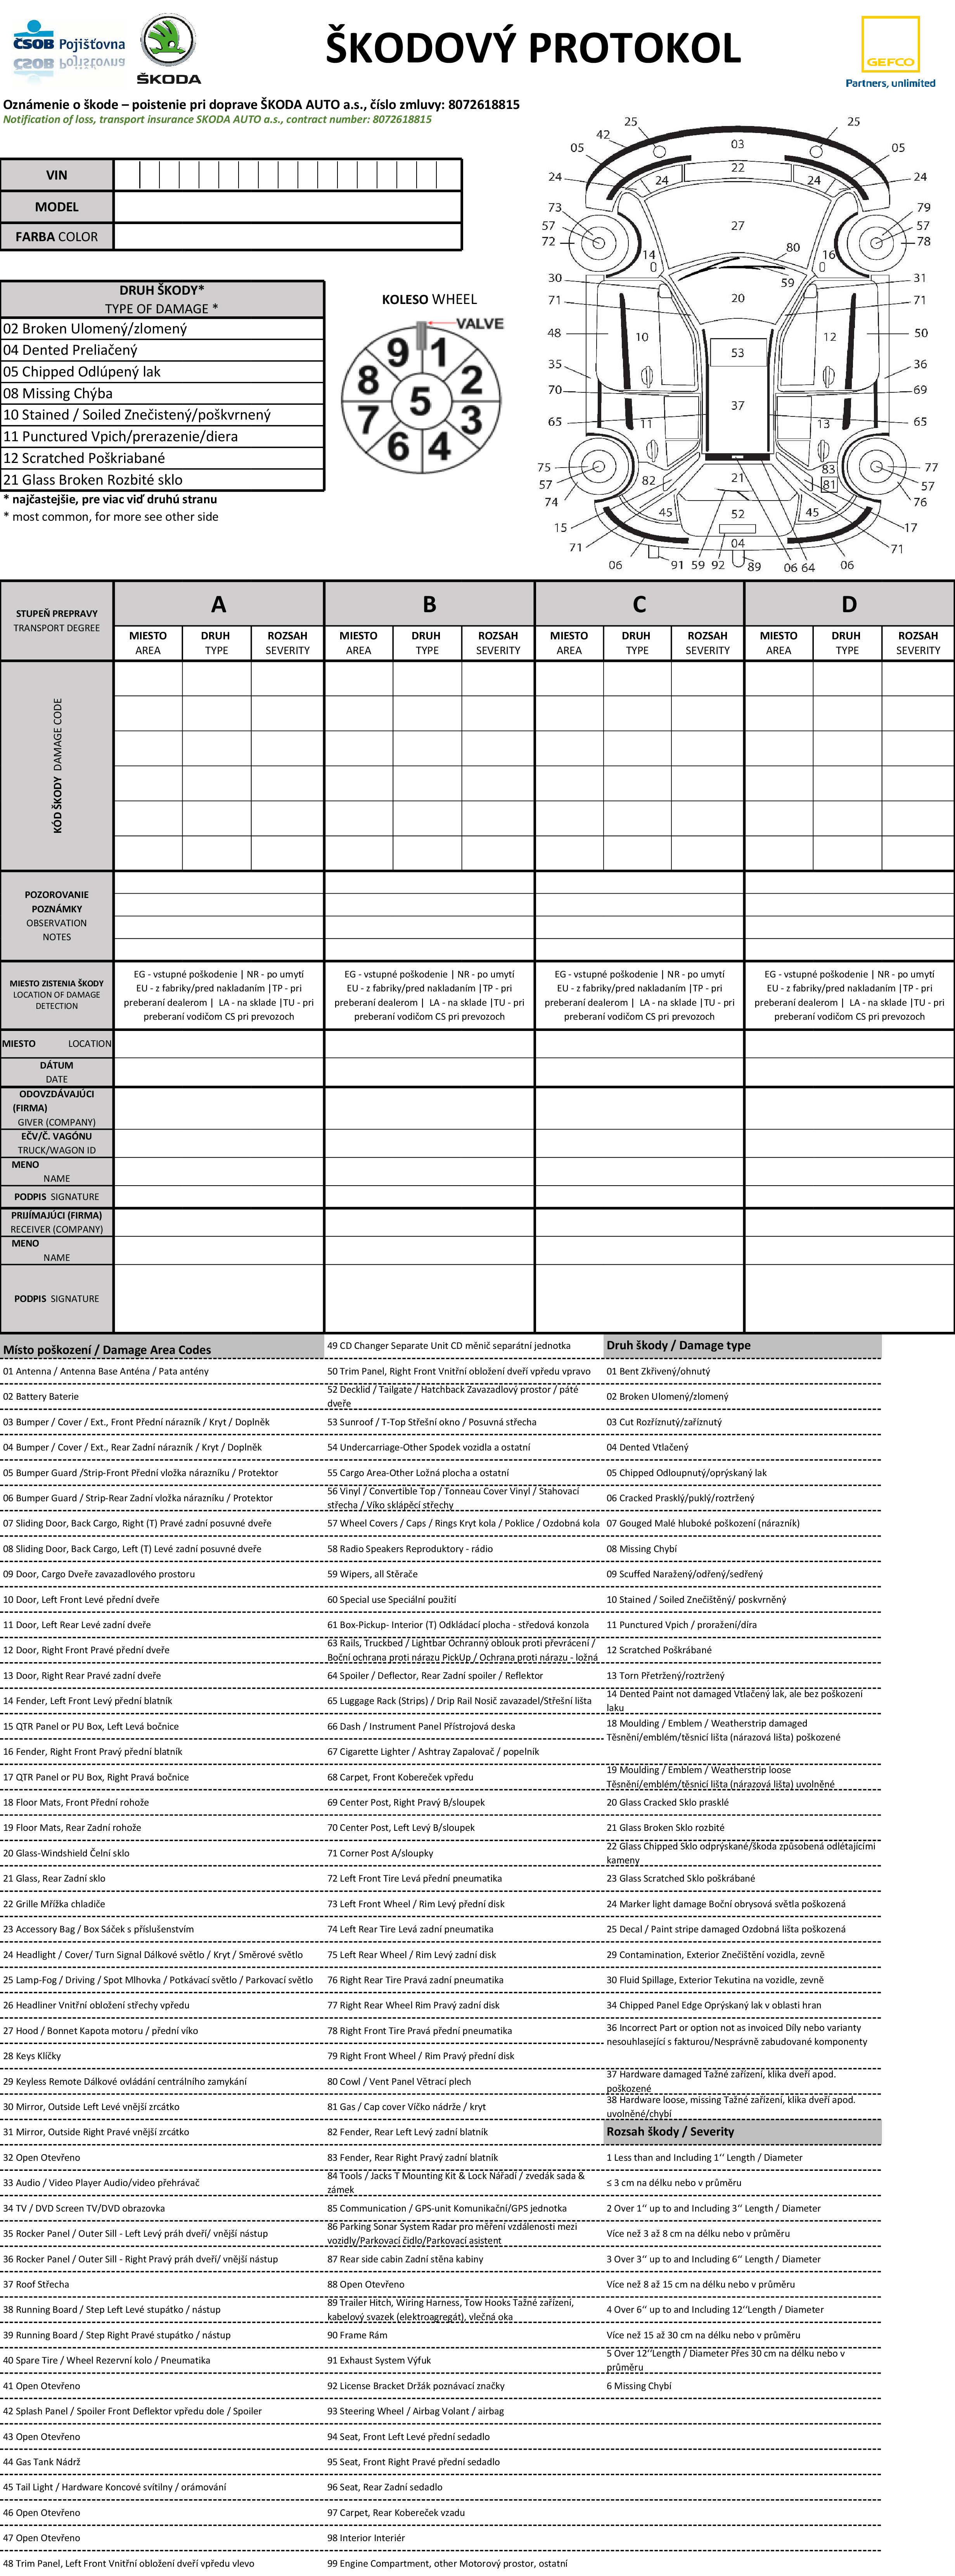 ČSOB Pojišťovna
ŠKODA
ŠKODOVÝ PROTOKOL
GEFCO
Partners, unlimited
Oznámenie o škode – poistenie pri doprave ŠKODA AUTO a.s., číslo zmluvy: 8072618815
Notification of loss, transport insurance SKODA AUTO a.s., contract number: 8072618815
VIN
MODEL
FARBA COLOR
DRUH ŠKODY*
TYPE OF DAMAGE *
02 Broken Ulomený/zlomený
04 Dented Preliačený
05 Chipped Odlúpený lak
08 Missing Chýba
10 Stained / Soiled Znečistený/poškvrnený
11 Punctured Vpich/prerazenie/diera
12 Scratched Poškriabané
21 Glass Broken Rozbité sklo
* najčastejšie, pre viac viď druhú stranu
* most common, for more see other side
KOLESO WHEEL
VALVE
9 1
8 2
5
7 3
6 4
25 25
42 03
05 22 05
24 24 24 24
73 79
57 27 57
72 80 78
14 16
30 59 31
71 20 71
48 10 12 50
35 53 36
70 37 69
65 11 13 65
75 83 77
57 82 21 81 57
74 76
15 45 52 45 17
71 04 71
06 91 59 92 89 06 64 06
STUPEŇ PREPRAVY
TRANSPORT DEGREE
A B C D
MIESTO DRUH ROZSAH MIESTO DRUH ROZSAH MIESTO DRUH ROZSAH MIESTO DRUH ROZSAH
AREA TYPE SEVERITY AREA TYPE SEVERITY AREA TYPE SEVERITY AREA TYPE SEVERITY
KÓD ŠKODY DAMAGE CODE
POZOROVANIE
POZNÁMKY
OBSERVATION
NOTES
MIESTO ZISTENIA ŠKODY
LOCATION OF DAMAGE
DETECTION
EG - vstupné poškodenie | NR - po umytí
EU - z fabriky/pred nakladaním |TP - pri
preberaní dealerom | LA - na sklade |TU - pri
preberaní vodičom CS pri prevozoch
EG - vstupné poškodenie | NR - po umytí
EU - z fabriky/pred nakladaním |TP - pri
preberaní dealerom | LA - na sklade |TU - pri
preberaní vodičom CS pri prevozoch
EG - vstupné poškodenie | NR - po umytí
EU - z fabriky/pred nakladaním |TP - pri
preberaní dealerom | LA - na sklade |TU - pri
preberaní vodičom CS pri prevozoch
EG - vstupné poškodenie | NR - po umytí
EU - z fabriky/pred nakladaním |TP - pri
preberaní dealerom | LA - na sklade |TU - pri
preberaní vodičom CS pri prevozoch
MIESTO LOCATION
DÁTUM
DATE
ODOVZDÁVAJÚCI
(FIRMA)
GIVER (COMPANY)
EČV/Č. VAGÓNU
TRUCK/WAGON ID
MENO
NAME
PODPIS SIGNATURE
PRIJÍMAJÚCI (FIRMA)
RECEIVER (COMPANY)
MENO
NAME
PODPIS SIGNATURE
Místo poškození / Damage Area Codes
01 Antenna / Antenna Base Anténa / Pata antény
02 Battery Baterie
03 Bumper / Cover / Ext., Front Přední nárazník / Kryt / Doplněk
04 Bumper / Cover / Ext., Rear Zadní nárazník / Kryt / Doplněk
05 Bumper Guard /Strip-Front Přední vložka nárazníku / Protektor
06 Bumper Guard / Strip-Rear Zadní vložka nárazníku / Protektor
07 Sliding Door, Back Cargo, Right (T) Pravé zadní posuvné dveře
08 Sliding Door, Back Cargo, Left (T) Levé zadní posuvné dveře
09 Door, Cargo Dveře zavazadlového prostoru
10 Door, Left Front Levé přední dveře
11 Door, Left Rear Levé zadní dveře
12 Door, Right Front Pravé přední dveře
13 Door, Right Rear Pravé zadní dveře
14 Fender, Left Front Levý přední blatník
15 QTR Panel or PU Box, Left Levá bočnice
16 Fender, Right Front Pravý přední blatník
17 QTR Panel or PU Box, Right Pravá bočnice
18 Floor Mats, Front Přední rohože
19 Floor Mats, Rear Zadní rohože
20 Glass-Windshield Čelní sklo
21 Glass, Rear Zadní sklo
22 Grille Mřížka chladiče
23 Accessory Bag / Box Sáček s příslušenstvím
24 Headlight / Cover/ Turn Signal Dálkové světlo / Kryt / Směrové světlo
25 Lamp-Fog / Driving / Spot Mlhovka / Potkávací světlo / Parkovací světlo
26 Headliner Vnitřní obložení střechy vpředu
27 Hood / Bonnet Kapota motoru / přední víko
28 Keys Klíčky
29 Keyless Remote Dálkové ovládání centrálního zamykání
30 Mirror, Outside Left Levé vnější zrcátko
31 Mirror, Outside Right Pravé vnější zrcátko
32 Open Otevřeno
33 Audio / Video Player Audio/video přehrávač
34 TV / DVD Screen TV/DVD obrazovka
35 Rocker Panel / Outer Sill - Left Levý práh dveří/ vnější nástup
36 Rocker Panel / Outer Sill - Right Pravý práh dveří/ vnější nástup
37 Roof Střecha
38 Running Board / Step Left Levé stupátko / nástup
39 Running Board / Step Right Pravé stupátko / nástup
40 Spare Tire / Wheel Rezervní kolo / Pneumatika
41 Open Otevřeno
42 Splash Panel / Spoiler Front Deflektor vpředu dole / Spoiler
43 Open Otevřeno
44 Gas Tank Nádrž
45 Tail Light / Hardware Koncové svítilny / orámování
46 Open Otevřeno
47 Open Otevřeno
48 Trim Panel, Left Front Vnitřní obložení dveří vpředu vlevo
49 CD Changer Separate Unit CD měnič separátní jednotka
50 Trim Panel, Right Front Vnitřní obložení dveří vpředu vpravo
52 Decklid / Tailgate / Hatchback Zavazadlový prostor / páté
dveře
53 Sunroof / T-Top Střešní okno / Posuvná střecha
54 Undercarriage-Other Spodek vozidla a ostatní
55 Cargo Area-Other Ložná plocha a ostatní
56 Vinyl / Convertible Top / Tonneau Cover Vinyl / Stahovací
střecha / Víko sklápěcí střechy
57 Wheel Covers / Caps / Rings Kryt kola / Poklice / Ozdobná kola
58 Radio Speakers Reproduktory - rádio
59 Wipers, all Stěrače
60 Special use Speciální použití
61 Box-Pickup- Interior (T) Odkládací plocha - středová konzola
63 Rails, Truckbed / Lightbar Ochranný oblouk proti převrácení /
Boční ochrana proti nárazu PickUp / Ochrana proti nárazu - ložná
64 Spoiler / Deflector, Rear Zadní spoiler / Reflektor
65 Luggage Rack (Strips) / Drip Rail Nosič zavazadel/Střešní lišta
66 Dash / Instrument Panel Přístrojová deska
67 Cigarette Lighter / Ashtray Zapalovač / popelník
68 Carpet, Front Kobereček vpředu
69 Center Post, Right Pravý B/sloupek
70 Center Post, Left Levý B/sloupek
71 Corner Post A/sloupky
72 Left Front Tire Levá přední pneumatika
73 Left Front Wheel / Rim Levý přední disk
74 Left Rear Tire Levá zadní pneumatika
75 Left Rear Wheel / Rim Levý zadní disk
76 Right Rear Tire Pravá zadní pneumatika
77 Right Rear Wheel Rim Pravý zadní disk
78 Right Front Tire Pravá přední pneumatika
79 Right Front Wheel / Rim Pravý přední disk
80 Cowl / Vent Panel Větrací plech
81 Gas / Cap cover Víčko nádrže / kryt
82 Fender, Rear Left Levý zadní blatník
83 Fender, Rear Right Pravý zadní blatník
84 Tools / Jacks T Mounting Kit & Lock Nářadí / zvedák sada &
zámek
85 Communication / GPS-unit Komunikační/GPS jednotka
86 Parking Sonar System Radar pro měření vzdálenosti mezi
vozidly/Parkovací čidlo/Parkovací asistent
87 Rear side cabin Zadní stěna kabiny
88 Open Otevřeno
89 Trailer Hitch, Wiring Harness, Tow Hooks Tažné zařízení,
kabelový svazek (elektroagregát), vlečná oka
90 Frame Rám
91 Exhaust System Výfuk
92 License Bracket Držák poznávací značky
93 Steering Wheel / Airbag Volant / airbag
94 Seat, Front Left Levé přední sedadlo
95 Seat, Front Right Pravé přední sedadlo
96 Seat, Rear Zadní sedadlo
97 Carpet, Rear Kobereček vzadu
98 Interior Interiér
99 Engine Compartment, other Motorový prostor, ostatní
Druh škody / Damage type
01 Bent Zkřivený/ohnutý
02 Broken Ulomený/zlomený
03 Cut Rozříznutý/zaříznutý
04 Dented Vtlačený
05 Chipped Odloupnutý/oprýskaný lak
06 Cracked Prasklý/puklý/roztržený
07 Gouged Malé hluboké poškození (nárazník)
08 Missing Chybí
09 Scuffed Naražený/odřený/sedřený
10 Stained / Soiled Znečištěný/ poskvrněný
11 Punctured Vpich / proražení/díra
12 Scratched Poškrábané
13 Torn Přetržený/roztržený
14 Dented Paint not damaged Vtlačený lak, ale bez poškození
laku
18 Moulding / Emblem / Weatherstrip damaged
Těsnění/emblém/těsnicí lišta (nárazová lišta) poškozené
19 Moulding / Emblem / Weatherstrip loose
Těsnění/emblém/těsnicí lišta (nárazová lišta) uvolněné
20 Glass Cracked Sklo prasklé
21 Glass Broken Sklo rozbité
22 Glass Chipped Sklo odprýskané/škoda způsobená odlétajícími
kameny
23 Glass Scratched Sklo poškrábané
24 Marker light damage Boční obrysová světla poškozená
25 Decal / Paint stripe damaged Ozdobná lišta poškozená
29 Contamination, Exterior Znečištění vozidla, zevně
30 Fluid Spillage, Exterior Tekutina na vozidle, zevně
34 Chipped Panel Edge Oprýskaný lak v oblasti hran
36 Incorrect Part or option not as invoiced Díly nebo varianty
nesouhlasející s fakturou/Nesprávně zabudované komponenty
37 Hardware damaged Tažné zařízení, klika dveří apod.
poškozené
38 Hardware loose, missing Tažné zařízení, klika dveří apod.
uvolněné/chybí
Rozsah škody / Severity
1 Less than and Including 1‘‘ Length / Diameter
≤ 3 cm na délku nebo v průměru
2 Over 1‘‘ up to and Including 3‘‘ Length / Diameter
Více než 3 až 8 cm na délku nebo v průměru
3 Over 3‘‘ up to and Including 6‘‘ Length / Diameter
Více než 8 až 15 cm na délku nebo v průměru
4 Over 6‘‘ up to and Including 12‘‘Length / Diameter
Více než 15 až 30 cm na délku nebo v průměru
5 Over 12‘‘Length / Diameter Přes 30 cm na délku nebo v
průměru
6 Missing Chybí